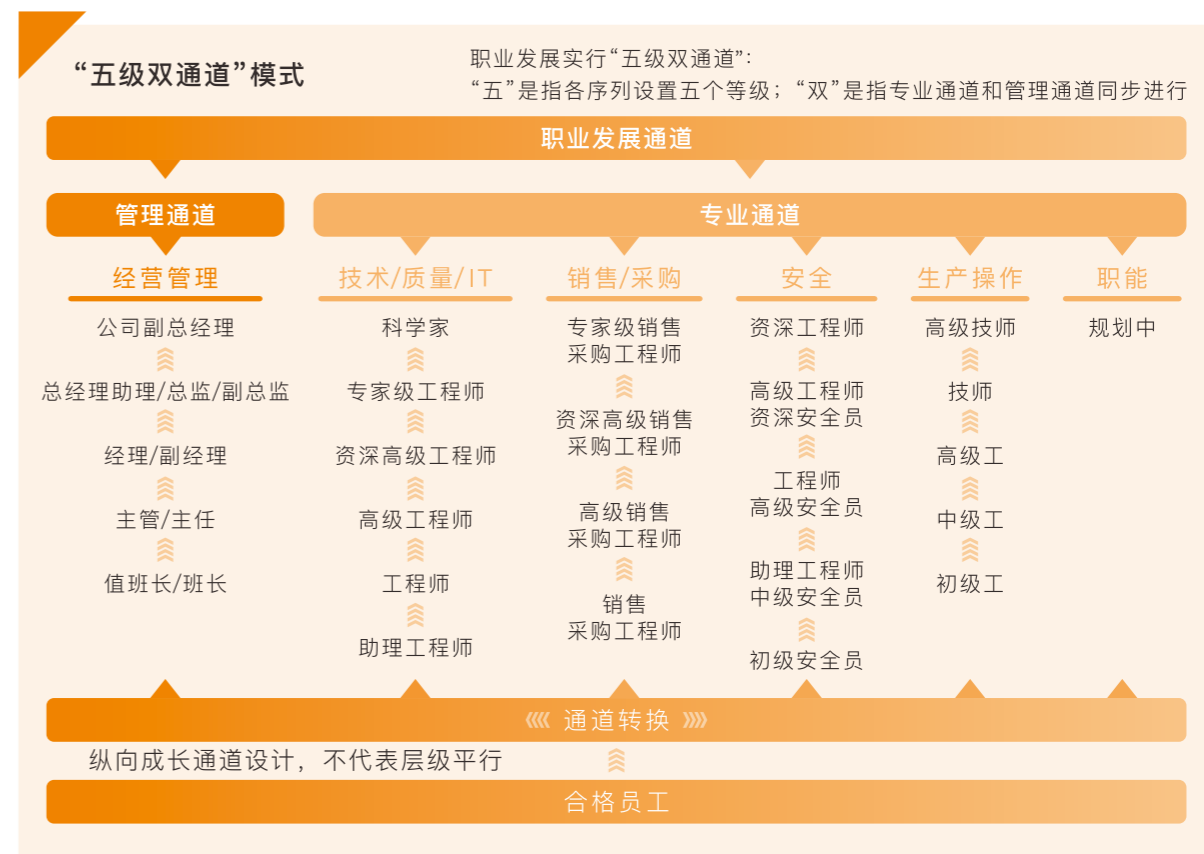 “五级双通道”模式
职业发展实行“五级双通道”：
“五”是指各序列设置五个等级；“双”是指专业通道和管理通道同步进行
职业发展通道
管理通道
专业通道
经营管理
公司副总经理
总经理助理/总监/副总监
经理/副经理
主管/主任
值班长/班长
技术/质量/IT
科学家
专家级工程师
资深高级工程师
高级工程师
工程师
助理工程师
销售/采购
专家级销售
采购工程师
资深高级销售
采购工程师
高级销售
采购工程师
销售
采购工程师
安全
资深工程师
高级工程师
资深安全员
工程师
高级安全员
助理工程师
中级安全员
初级安全员
生产操作
高级技师
技师
高级工
中级工
初级工
职能
规划中
通道转换
纵向成长通道设计，不代表层级平行
合格员工